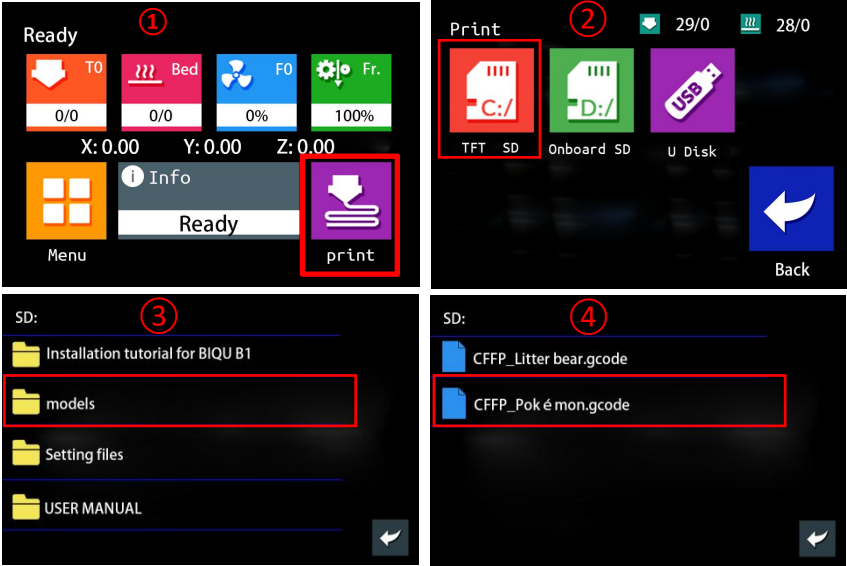 Ready
①
T0
Bed
F0
Fr.
0/0
0/0
0%
100%
X: 0.00 Y: 0.00 Z: 0.00
i Info
Ready
Menu
print
Print
②
29/0
28/0
C:/
D:/
USB
TFT SD
Onboard SD
U Disk
Back
SD:
③
Installation tutorial for BIQU B1
models
Setting files
USER MANUAL
SD:
④
CFFP_Litter bear.gcode
CFFP_Pok é mon.gcode